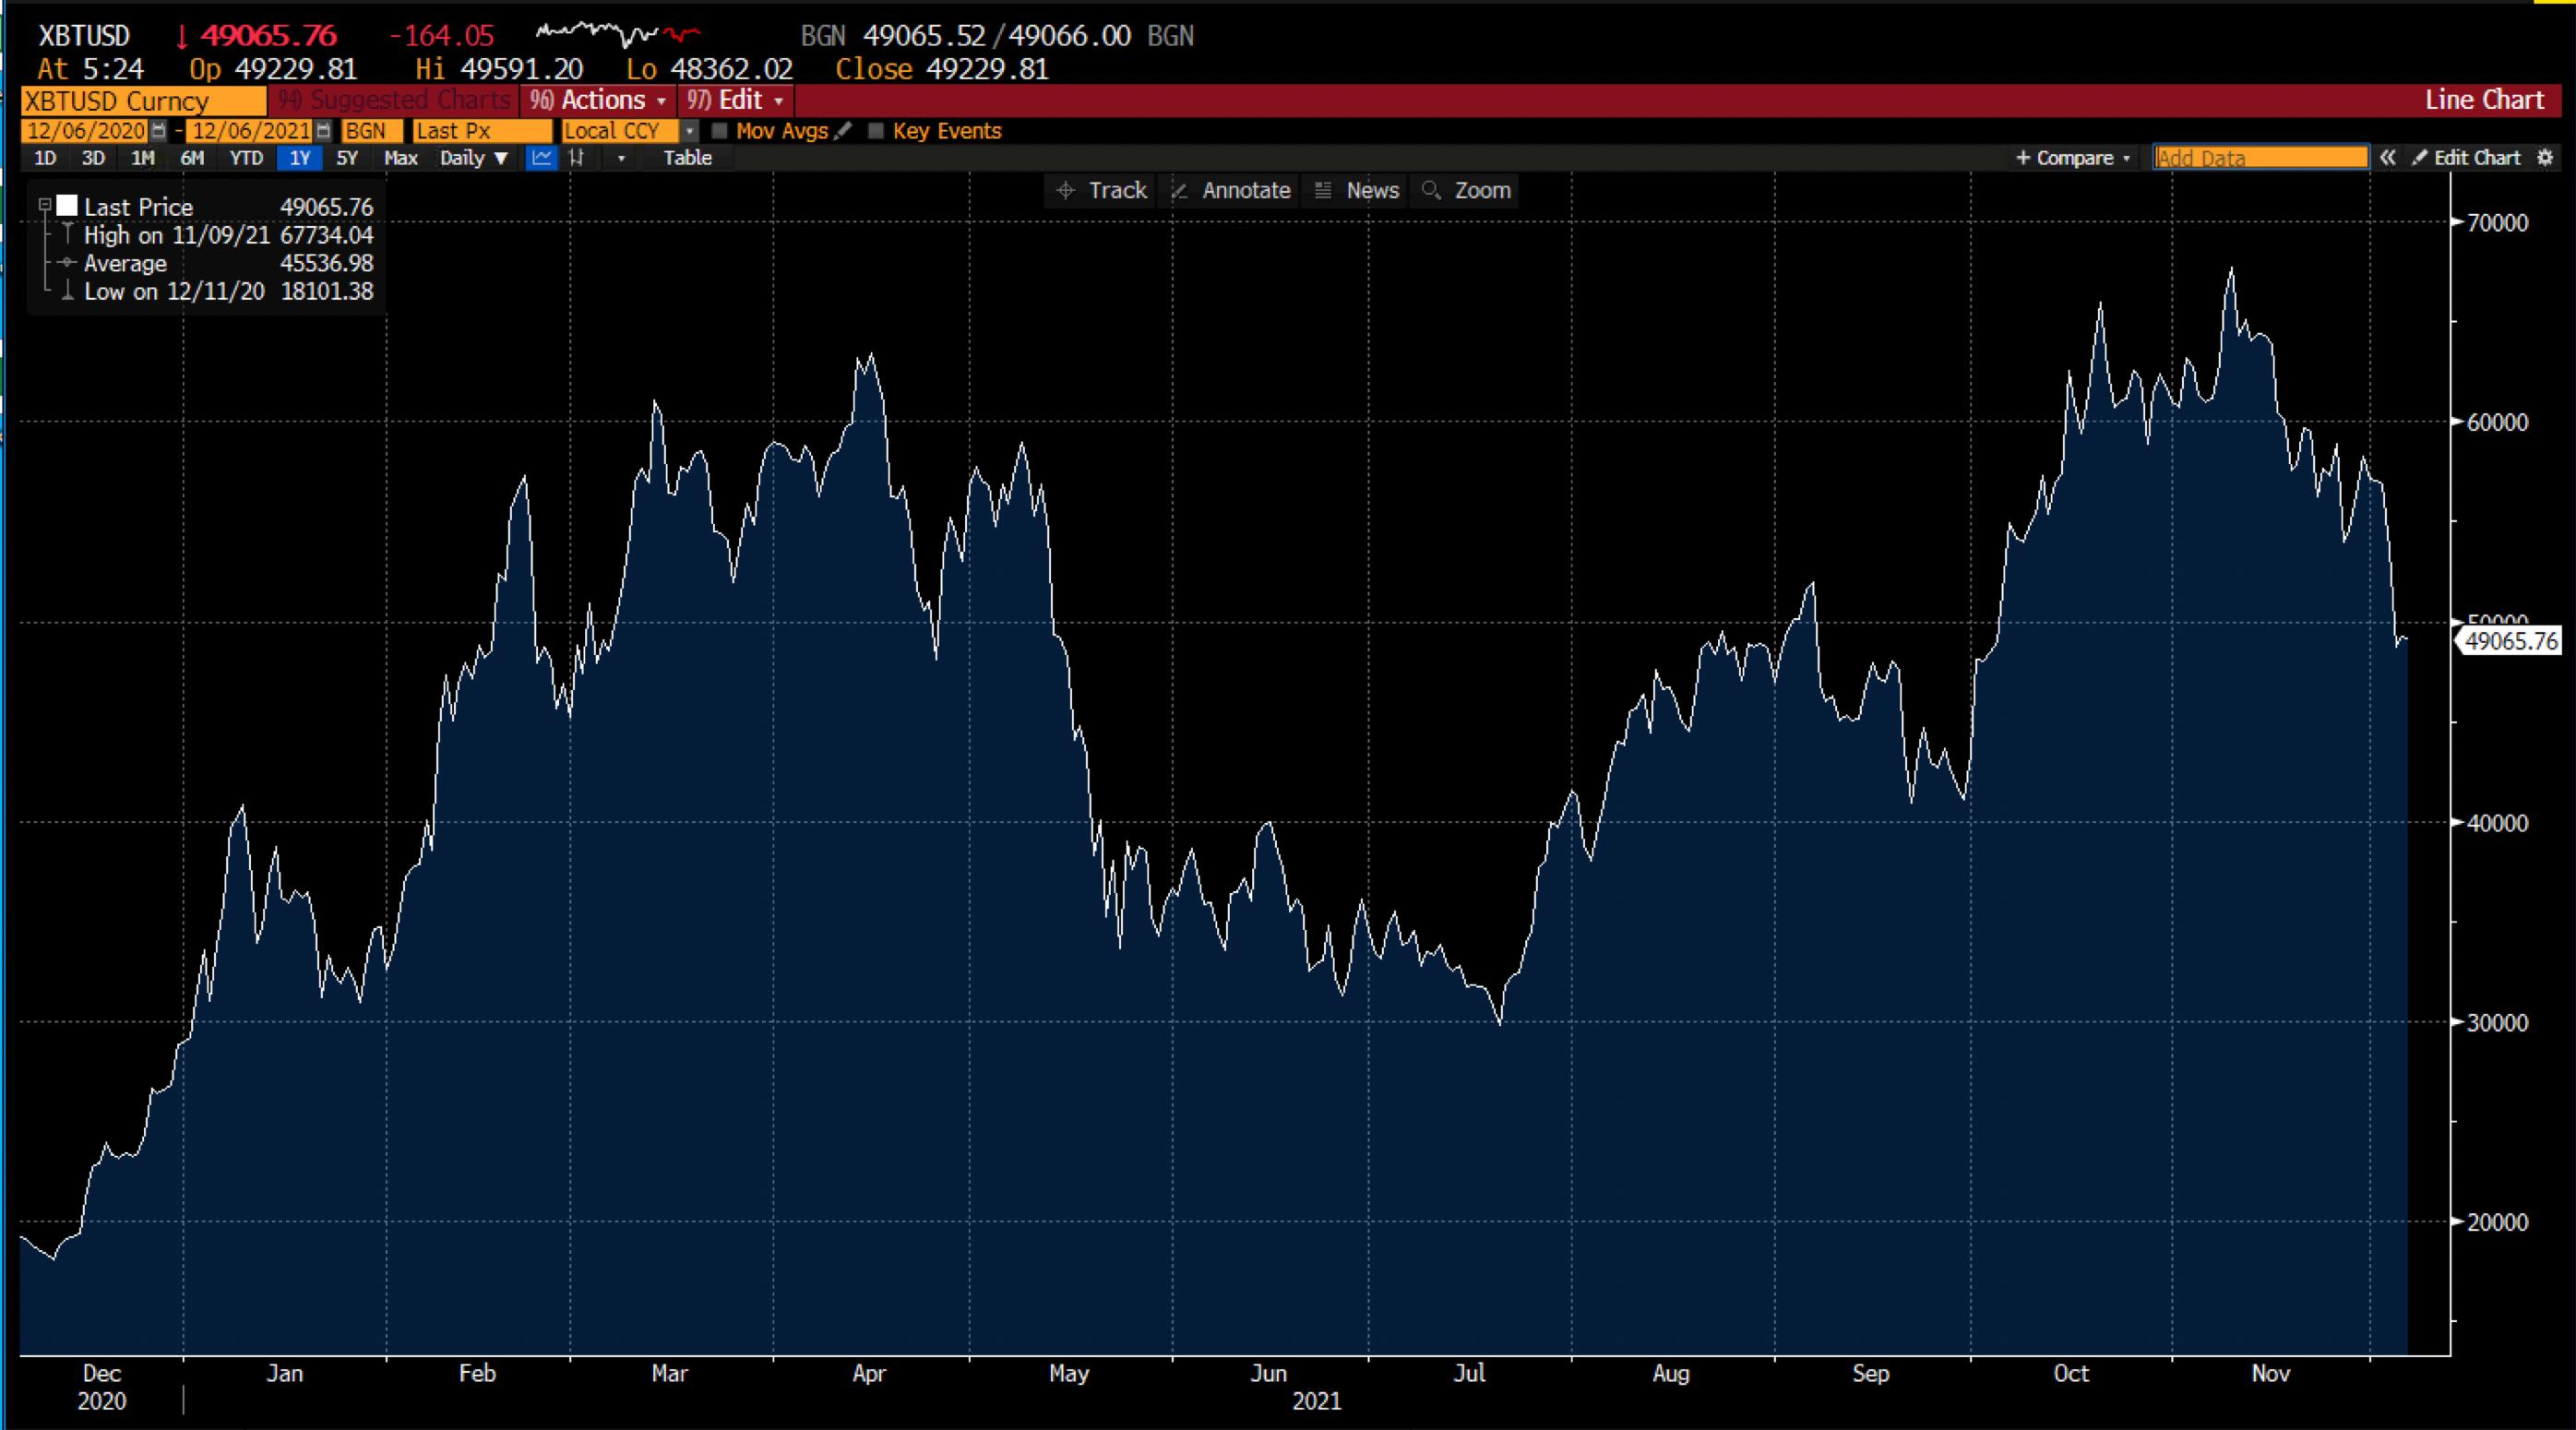 XBTUSD ↓ 49065.76 -164.05 BGN 49065.52/49066.00 BGN
At 5:24 Op 49229.81 Hi 49591.20 Lo 48362.02 Close 49229.81
XBTUSD Curncy 94) Suggested Charts 96) Actions 97) Edit Line Chart
12/06/2020 - 12/06/2021 BGN Last Px Local CCY Mov Avgs Key Events
1D 3D 1M 6M YTD 1Y 5Y Max Daily ▼ Table + Compare Add Data « Edit Chart
Track Annotate News Zoom
Last Price 49065.76
High on 11/09/21 67734.04
Average 45536.98
Low on 12/11/20 18101.38
70000
60000
50000
49065.76
40000
30000
20000
Dec Jan Feb Mar Apr May Jun Jul Aug Sep Oct Nov
2020 2021